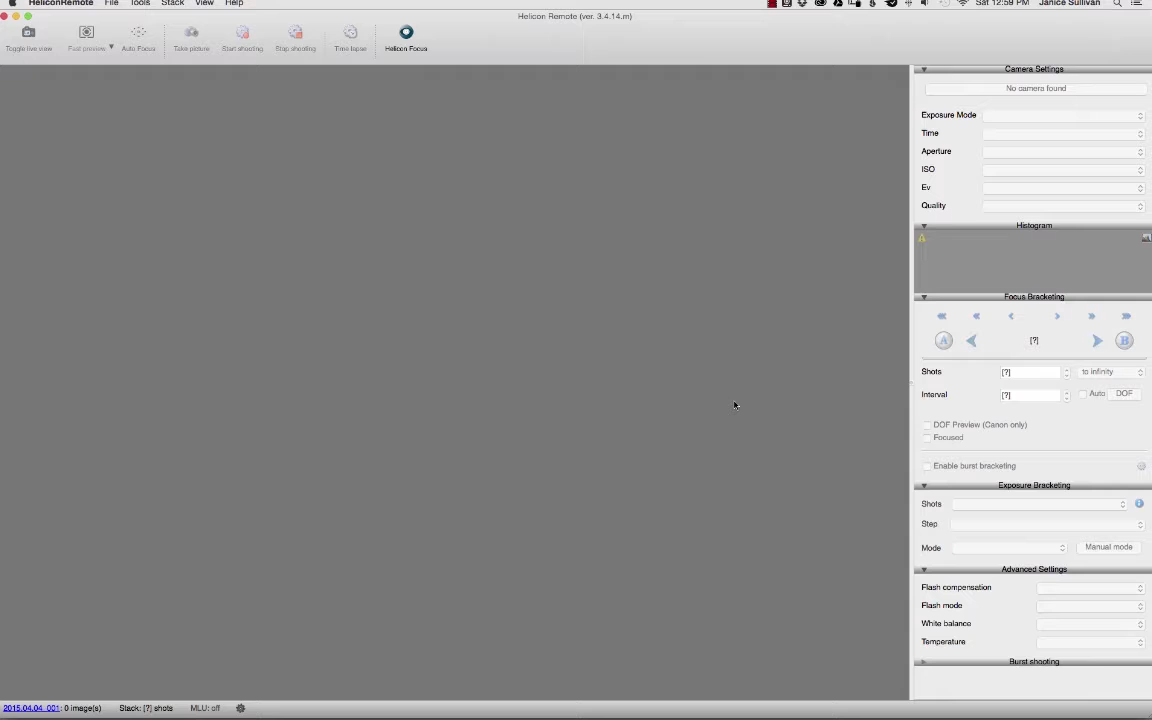 HeliconRemote File Tools Stack View Help Sat 12:59 PM Janice Sullivan
Helicon Remote (ver. 3.4.14.m)
Toggle live view Fast preview Auto Focus Take picture Start shooting Stop shooting Time lapse Helicon Focus
Camera Settings
No camera found
Exposure Mode
Time
Aperture
ISO
Ev
Quality
Histogram
Focus Bracketing
A [?] B
Shots [?] to infinity
Interval [?] Auto DOF
DOF Preview (Canon only)
Focused
Enable burst bracketing
Exposure Bracketing
Shots
Step
Mode Manual mode
Advanced Settings
Flash compensation
Flash mode
White balance
Temperature
Burst shooting
2015.04.04_001: 0 image(s) Stack: [?] shots MLU: off